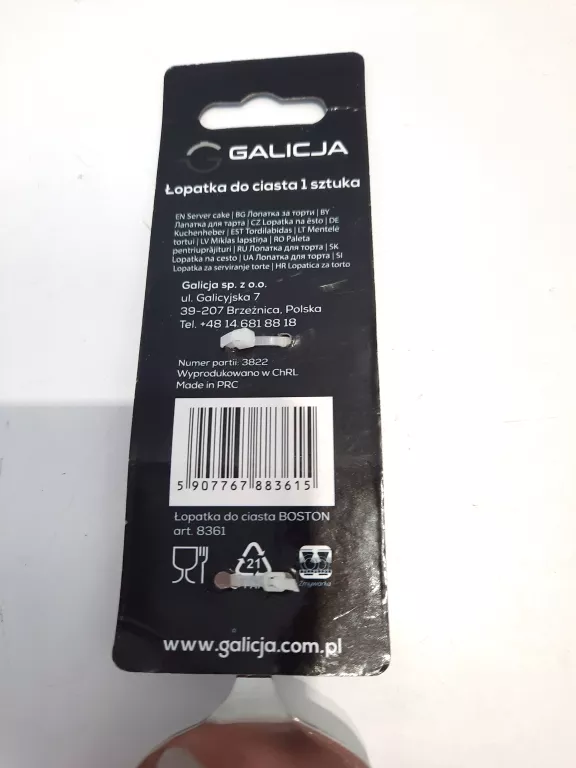 GALICJA
Łopatka do ciasta 1 sztuka
EN Server cake | BG Лопатка за торти | BY
Лапатка для тарта | CZ Lopatka na ěsto | DE
Kuchenheber | EST Tordilabidas | LT Mentelė
tortui | LV Mīklas lāpstiņa | RO Paleta
pentruprăjituri | RU Лопатка для торта | SK
Lopatka na cesto | UA Лопатка для торта | SI
Lopatka za serviranje torte | HR Lopatica za torto
Galicja sp. z o.o.
ul. Galicyjska 7
39-207 Brzeźnica, Polska
Tel. +48 14 681 88 18
Numer partii: 3822
Wyprodukowano w ChRL
Made in PRC
5 907767 883615
Łopatka do ciasta BOSTON
art. 8361
21
Zmywarka
www.galicja.com.pl